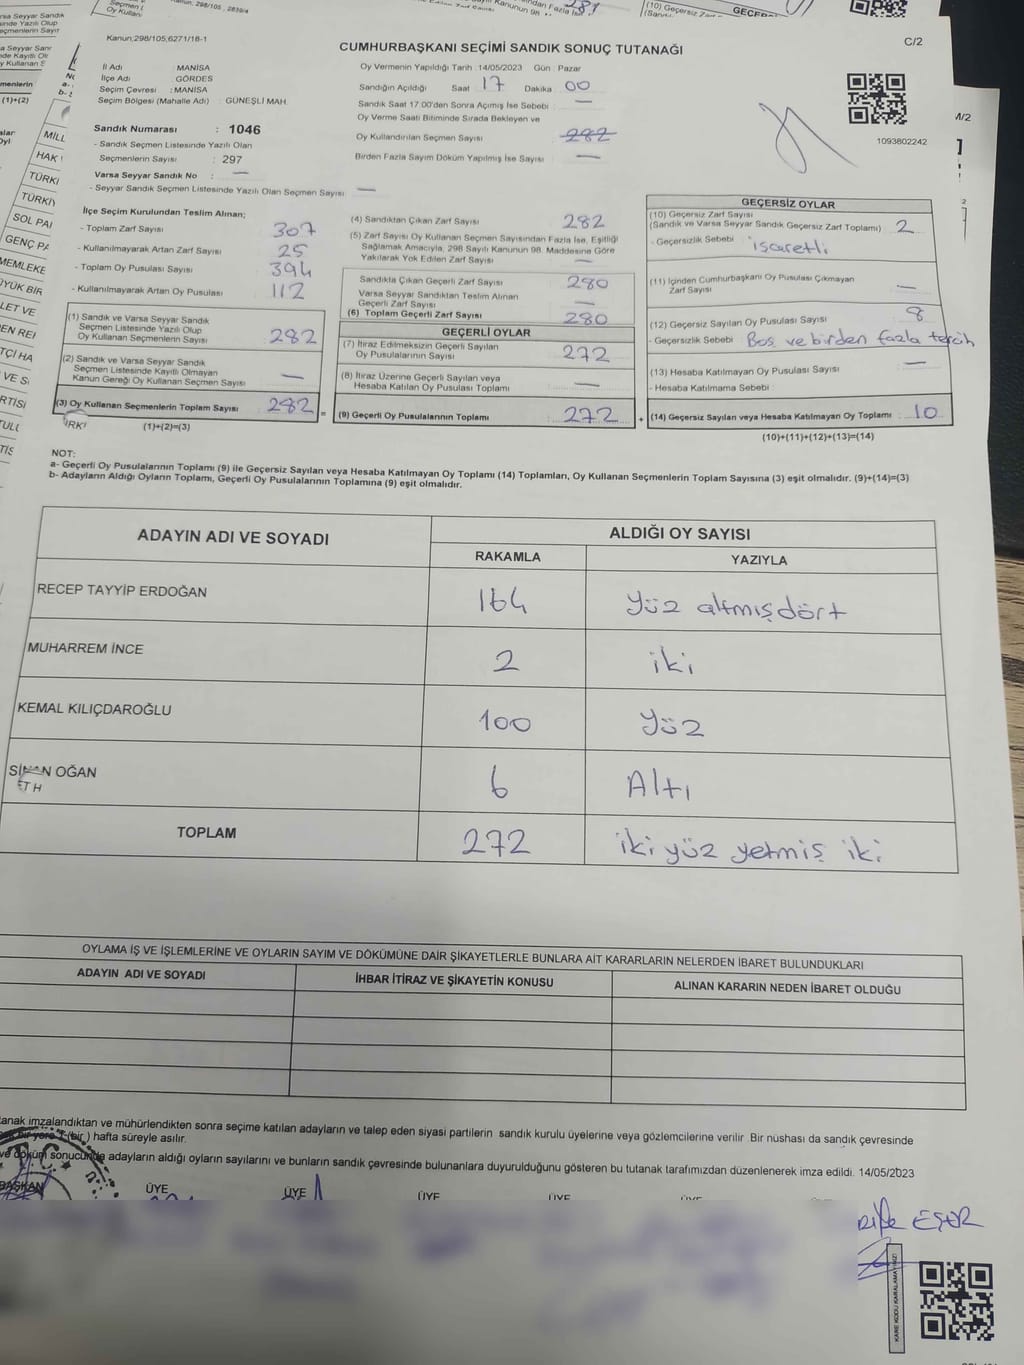 Kanun;298/105,6271/18-1
CUMHURBAŞKANI SEÇİMİ SANDIK SONUÇ TUTANAĞI
C/2
İl Adı : MANİSA
İlçe Adı : GÖRDES
Seçim Çevresi : MANİSA
Seçim Bölgesi (Mahalle Adı) : GÜNEŞLİ MAH.
Sandık Numarası : 1046
- Sandık Seçmen Listesinde Yazılı Olan
Seçmenlerin Sayısı : 297
Varsa Seyyar Sandık No : —
- Seyyar Sandık Seçmen Listesinde Yazılı Olan Seçmen Sayısı: —
Oy Vermenin Yapıldığı Tarih :14/05/2023 Gün : Pazar
Sandığın Açıldığı Saat 17 Dakika 00
Sandık Saat 17.00'den Sonra Açımış İse Sebebi : —
Oy Verme Saati Bitiminde Sırada Bekleyen ve
Oy Kullandırılan Seçmen Sayısı 282
Birden Fazla Sayım Döküm Yapılmış İse Sayısı —
1093802242
İlçe Seçim Kurulundan Teslim Alınan;
- Toplam Zarf Sayısı 307
- Kullanılmayarak Artan Zarf Sayısı 25
- Toplam Oy Pusulası Sayısı 394
- Kullanılmayarak Artan Oy Pusulası 112
(1) Sandık ve Varsa Seyyar Sandık
Seçmen Listesinde Yazılı Olup
Oy Kullanan Seçmenlerin Sayısı 282
(2) Sandık ve Varsa Seyyar Sandık
Seçmen Listesinde Kayıtlı Olmayan
Kanun Gereği Oy Kullanan Seçmen Sayısı —
(3) Oy Kullanan Seçmenlerin Toplam Sayısı 282
(1)+(2)=(3)
(4) Sandıktan Çıkan Zarf Sayısı 282
(5) Zarf Sayısı Oy Kullanan Seçmen Sayısından Fazla İse, Eşitliği
Sağlamak Amacıyla, 298 Sayılı Kanunun 98. Maddesine Göre
Yakılarak Yok Edilen Zarf Sayısı —
Sandıkta Çıkan Geçerli Zarf Sayısı 280
Varsa Seyyar Sandıktan Teslim Alınan
Geçerli Zarf Sayısı —
(6) Toplam Geçerli Zarf Sayısı 280
GEÇERLİ OYLAR
(7) İtiraz Edilmeksizin Geçerli Sayılan
Oy Pusulalarının Sayısı 272
(8) İtiraz Üzerine Geçerli Sayılan veya
Hesaba Katılan Oy Pusulası Toplamı —
= (9) Geçerli Oy Pusulalarının Toplamı 272
GEÇERSİZ OYLAR
(10) Geçersiz Zarf Sayısı
(Sandık ve Varsa Seyyar Sandık Geçersiz Zarf Toplamı) 2
- Geçersizlik Sebebi işaretli
(11) İçinden Cumhurbaşkanı Oy Pusulası Çıkmayan
Zarf Sayısı —
(12) Geçersiz Sayılan Oy Pusulası Sayısı 8
- Geçersizlik Sebebi Boş ve birden fazla tercih
(13) Hesaba Katılmayan Oy Pusulası Sayısı —
- Hesaba Katılmama Sebebi :
+ (14) Geçersiz Sayılan veya Hesaba Katılmayan Oy Toplamı : 10
(10)+(11)+(12)+(13)=(14)
NOT:
a- Geçerli Oy Pusulalarının Toplamı (9) ile Geçersiz Sayılan veya Hesaba Katılmayan Oy Toplamı (14) Toplamları, Oy Kullanan Seçmenlerin Toplam Sayısına (3) eşit olmalıdır. (9)+(14)=(3)
b- Adayların Aldığı Oyların Toplamı, Geçerli Oy Pusulalarının Toplamına (9) eşit olmalıdır.
ADAYIN ADI VE SOYADI ALDIĞI OY SAYISI
RAKAMLA YAZIYLA
RECEP TAYYİP ERDOĞAN 164 Yüz altmışdört
MUHARREM İNCE 2 iki
KEMAL KILIÇDAROĞLU 100 Yüz
SİNAN OĞAN 6 Altı
TOPLAM 272 iki yüz yetmiş iki
OYLAMA İŞ VE İŞLEMLERİNE VE OYLARIN SAYIM VE DÖKÜMÜNE DAİR ŞİKAYETLERLE BUNLARA AİT KARARLARIN NELERDEN İBARET BULUNDUKLARI
ADAYIN ADI VE SOYADI İHBAR İTİRAZ VE ŞİKAYETİN KONUSU ALINAN KARARIN NEDEN İBARET OLDUĞU
anak imzalandıktan ve mühürlendikten sonra seçime katılan adayların ve talep eden siyasi partilerin sandık kurulu üyelerine veya gözlemcilerine verilir. Bir nüshası da sandık çevresinde
bir yere 1 (bir ) hafta süreyle asılır.
ve döküm sonucunda adayların aldığı oyların sayılarını ve bunların sandık çevresinde bulunanlara duyurulduğunu gösteren bu tutanak tarafımızdan düzenlenerek imza edildi. 14/05/2023
BAŞKAN ÜYE ÜYE ÜYE ÜYE
KARE KODU KARALAMAYINIZ!